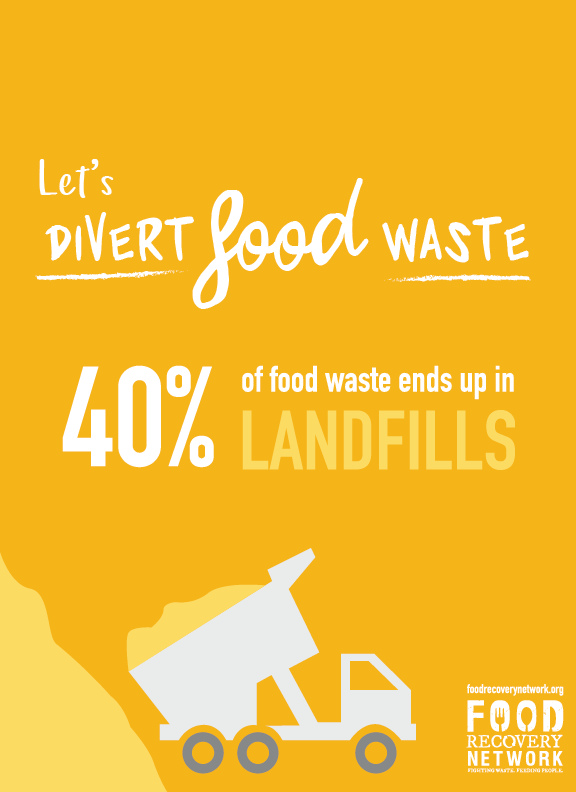 Let's
DIVERT food WASTE
40% of food waste ends up in
LANDFILLS
foodrecoverynetwork.org
FOOD
RECOVERY
NETWORK
FIGHTING WASTE. FEEDING PEOPLE.